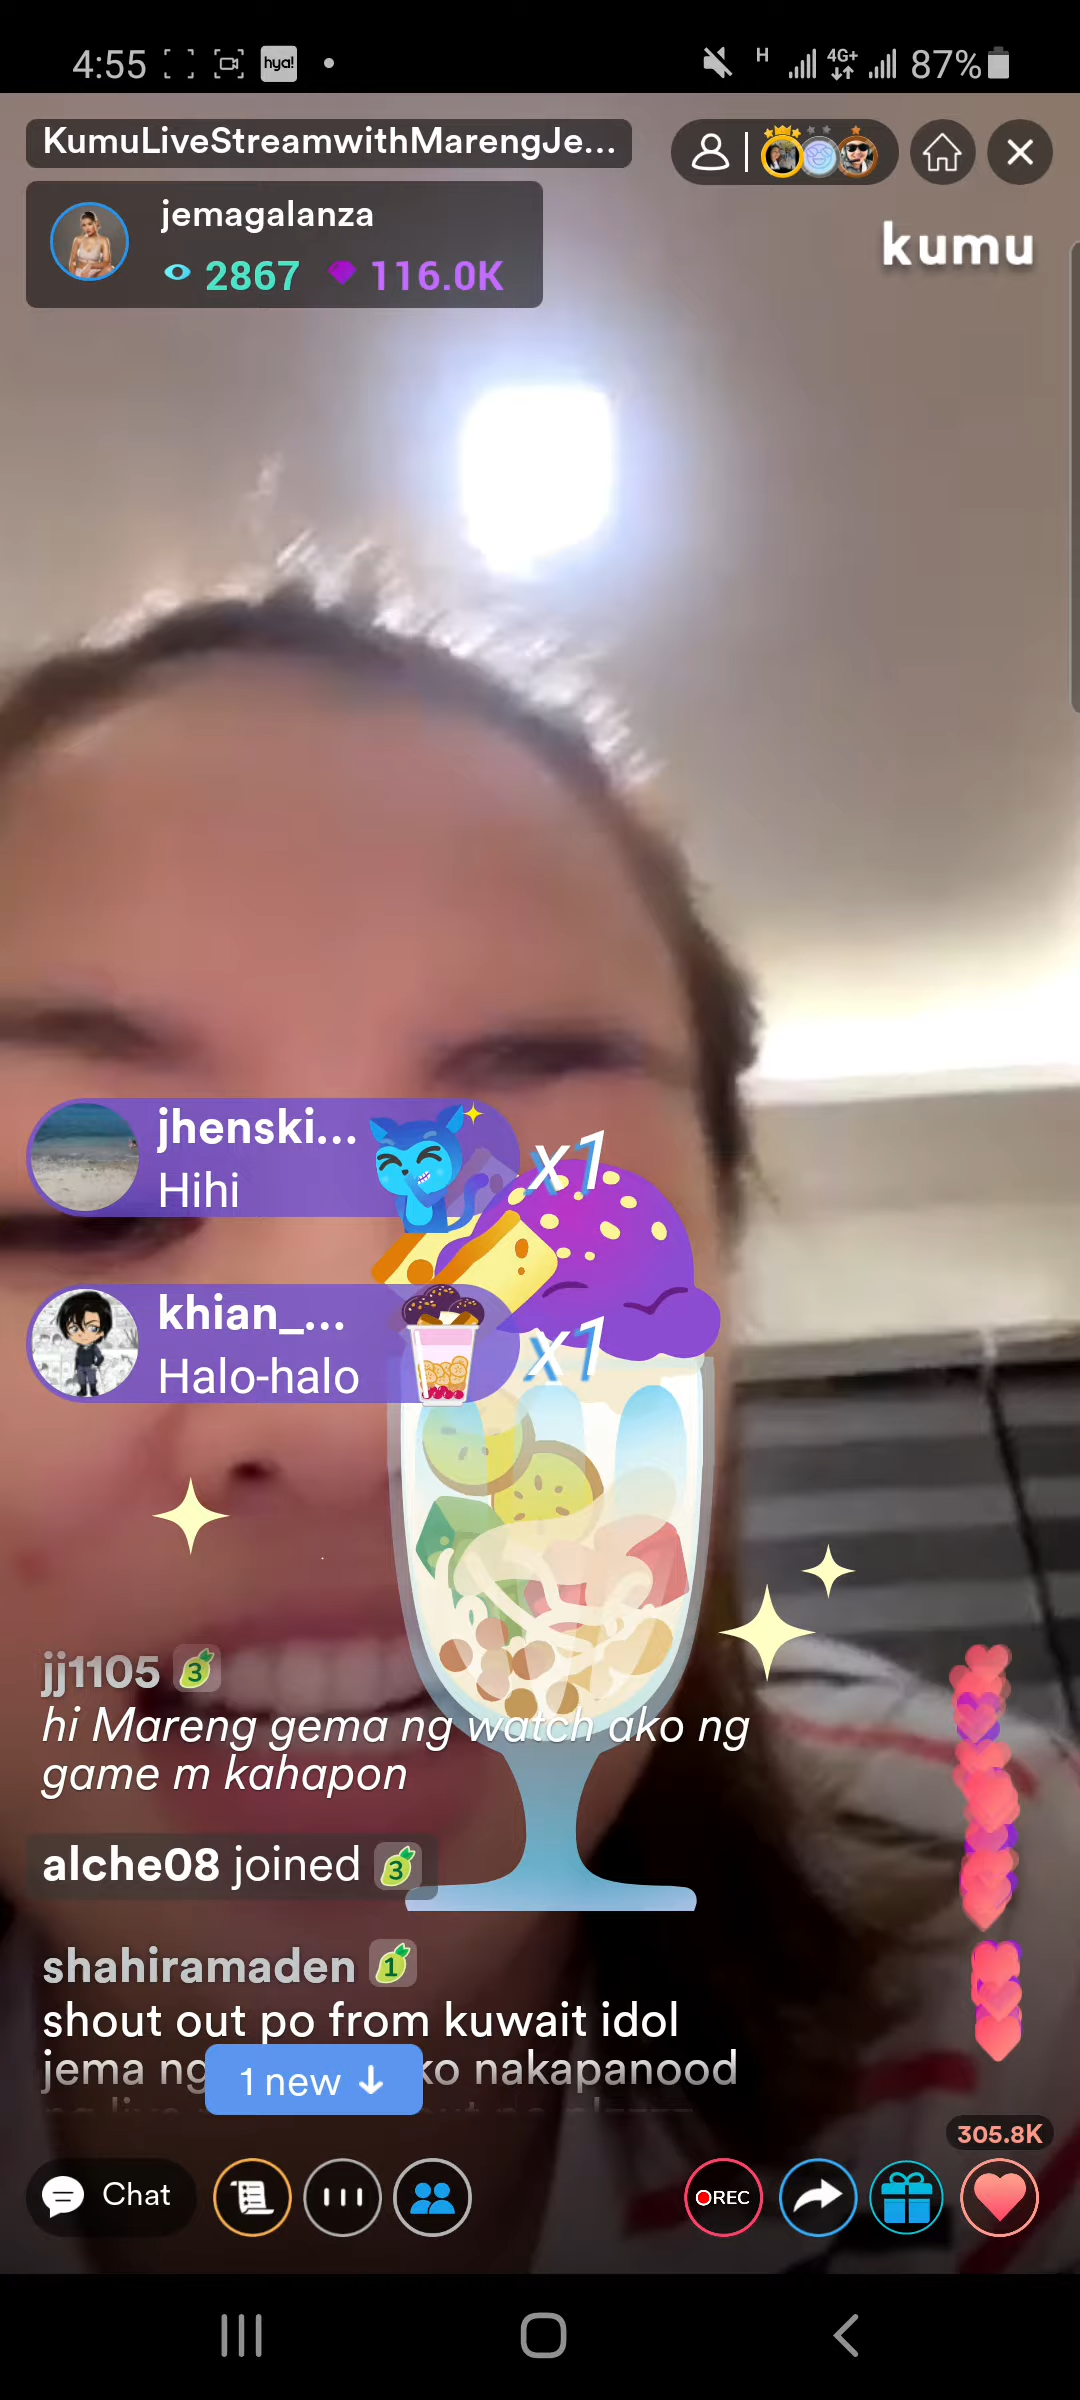 4:55
hya!
H
4G+
87%
KumuLiveStreamwithMarengJe...
jemagalanza
2867 116.0K
kumu
jhenski...
Hihi
x1
khian_...
Halo-halo
x1
jj1105 3
hi Mareng gema ng watch ako ng
game m kahapon
alche08 joined 3
shahiramaden 1
shout out po from kuwait idol
jema ng ko nakapanood
1 new
305.8K
Chat
REC